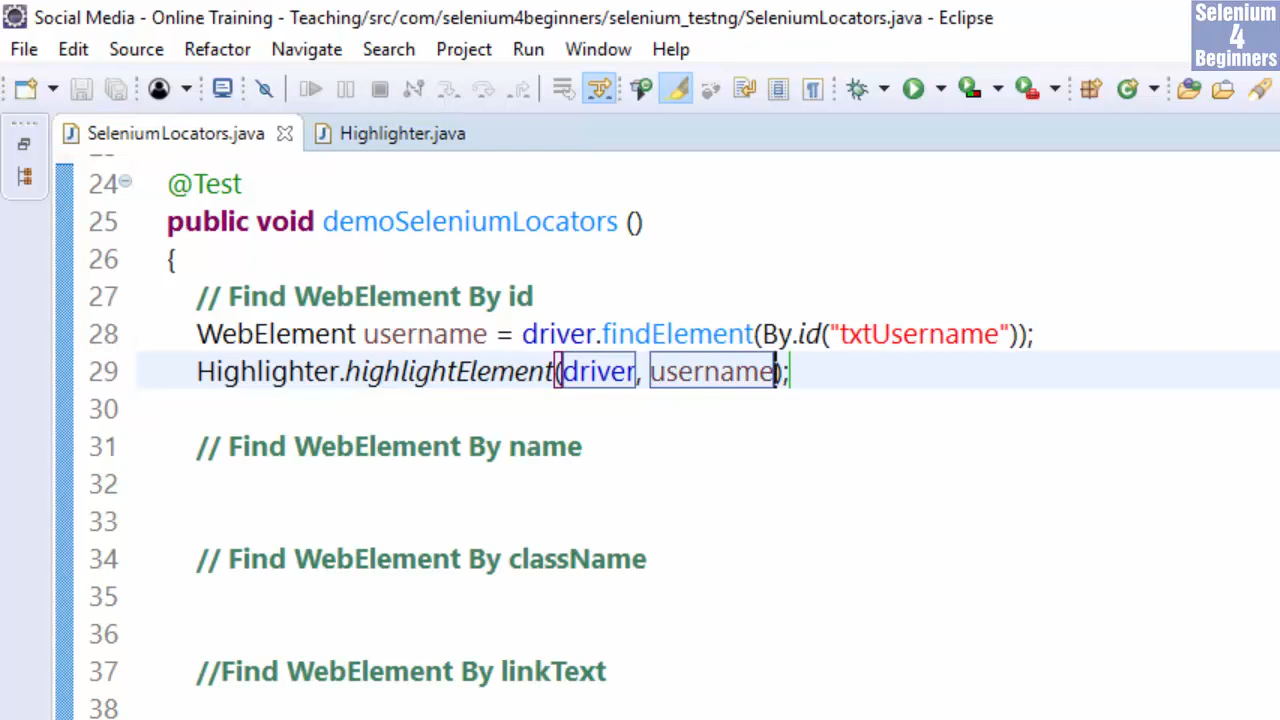 Social Media - Online Training - Teaching/src/com/selenium4beginners/selenium_testng/SeleniumLocators.java - Eclipse
Selenium
4
Beginners
File Edit Source Refactor Navigate Search Project Run Window Help
SeleniumLocators.java Highlighter.java
24 @Test
25 public void demoSeleniumLocators ()
26 {
27 // Find WebElement By id
28 WebElement username = driver.findElement(By.id("txtUsername"));
29 Highlighter.highlightElement(driver, username);
30
31 // Find WebElement By name
32
33
34 // Find WebElement By className
35
36
37 //Find WebElement By linkText
38